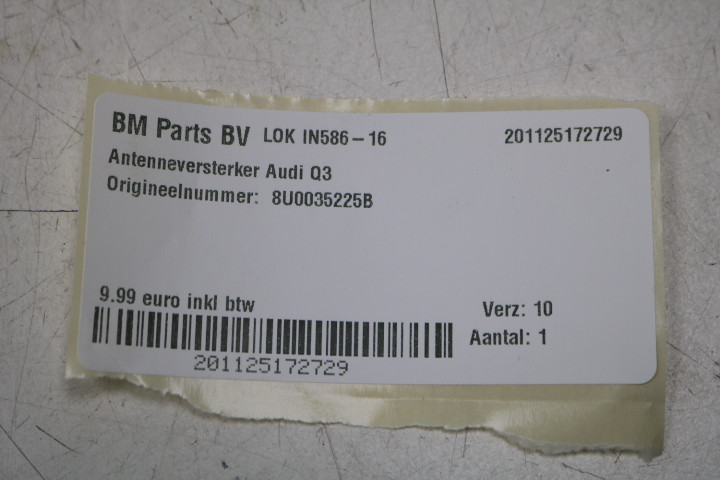 BM Parts BV LOK IN586-16 201125172729
Antenneversterker Audi Q3
Origineelnummer: 8U0035225B
9.99 euro inkl btw Verz: 10
Aantal: 1
201125172729